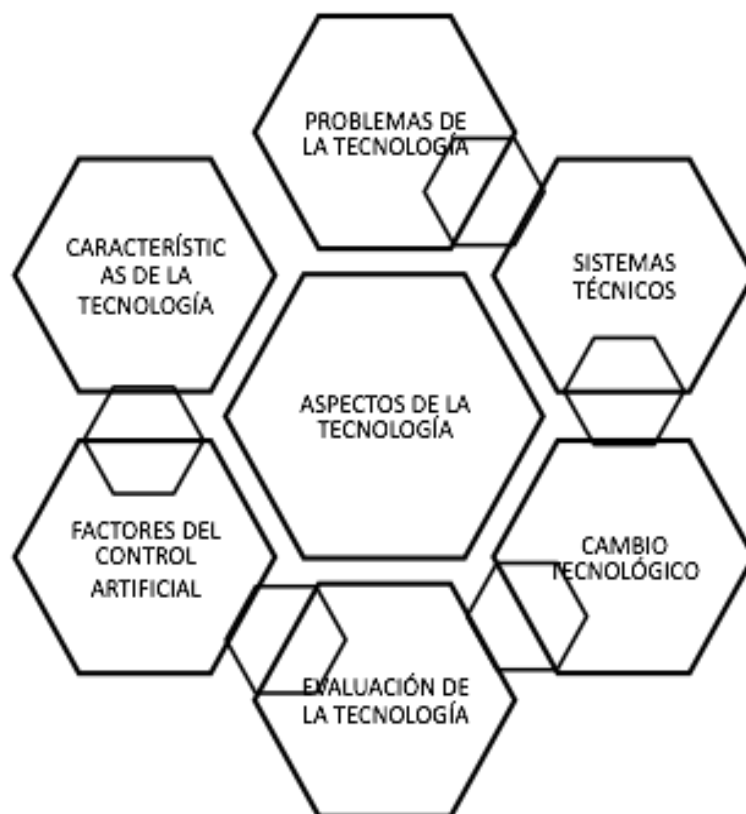 PROBLEMAS DE
LA TECNOLOGÍA
CARACTERÍSTIC
AS DE LA
TECNOLOGÍA
SISTEMAS
TÉCNICOS
ASPECTOS DE LA
TECNOLOGÍA
FACTORES DEL
CONTROL
ARTIFICIAL
CAMBIO
TECNOLÓGICO
EVALUACIÓN DE
LA TECNOLOGÍA